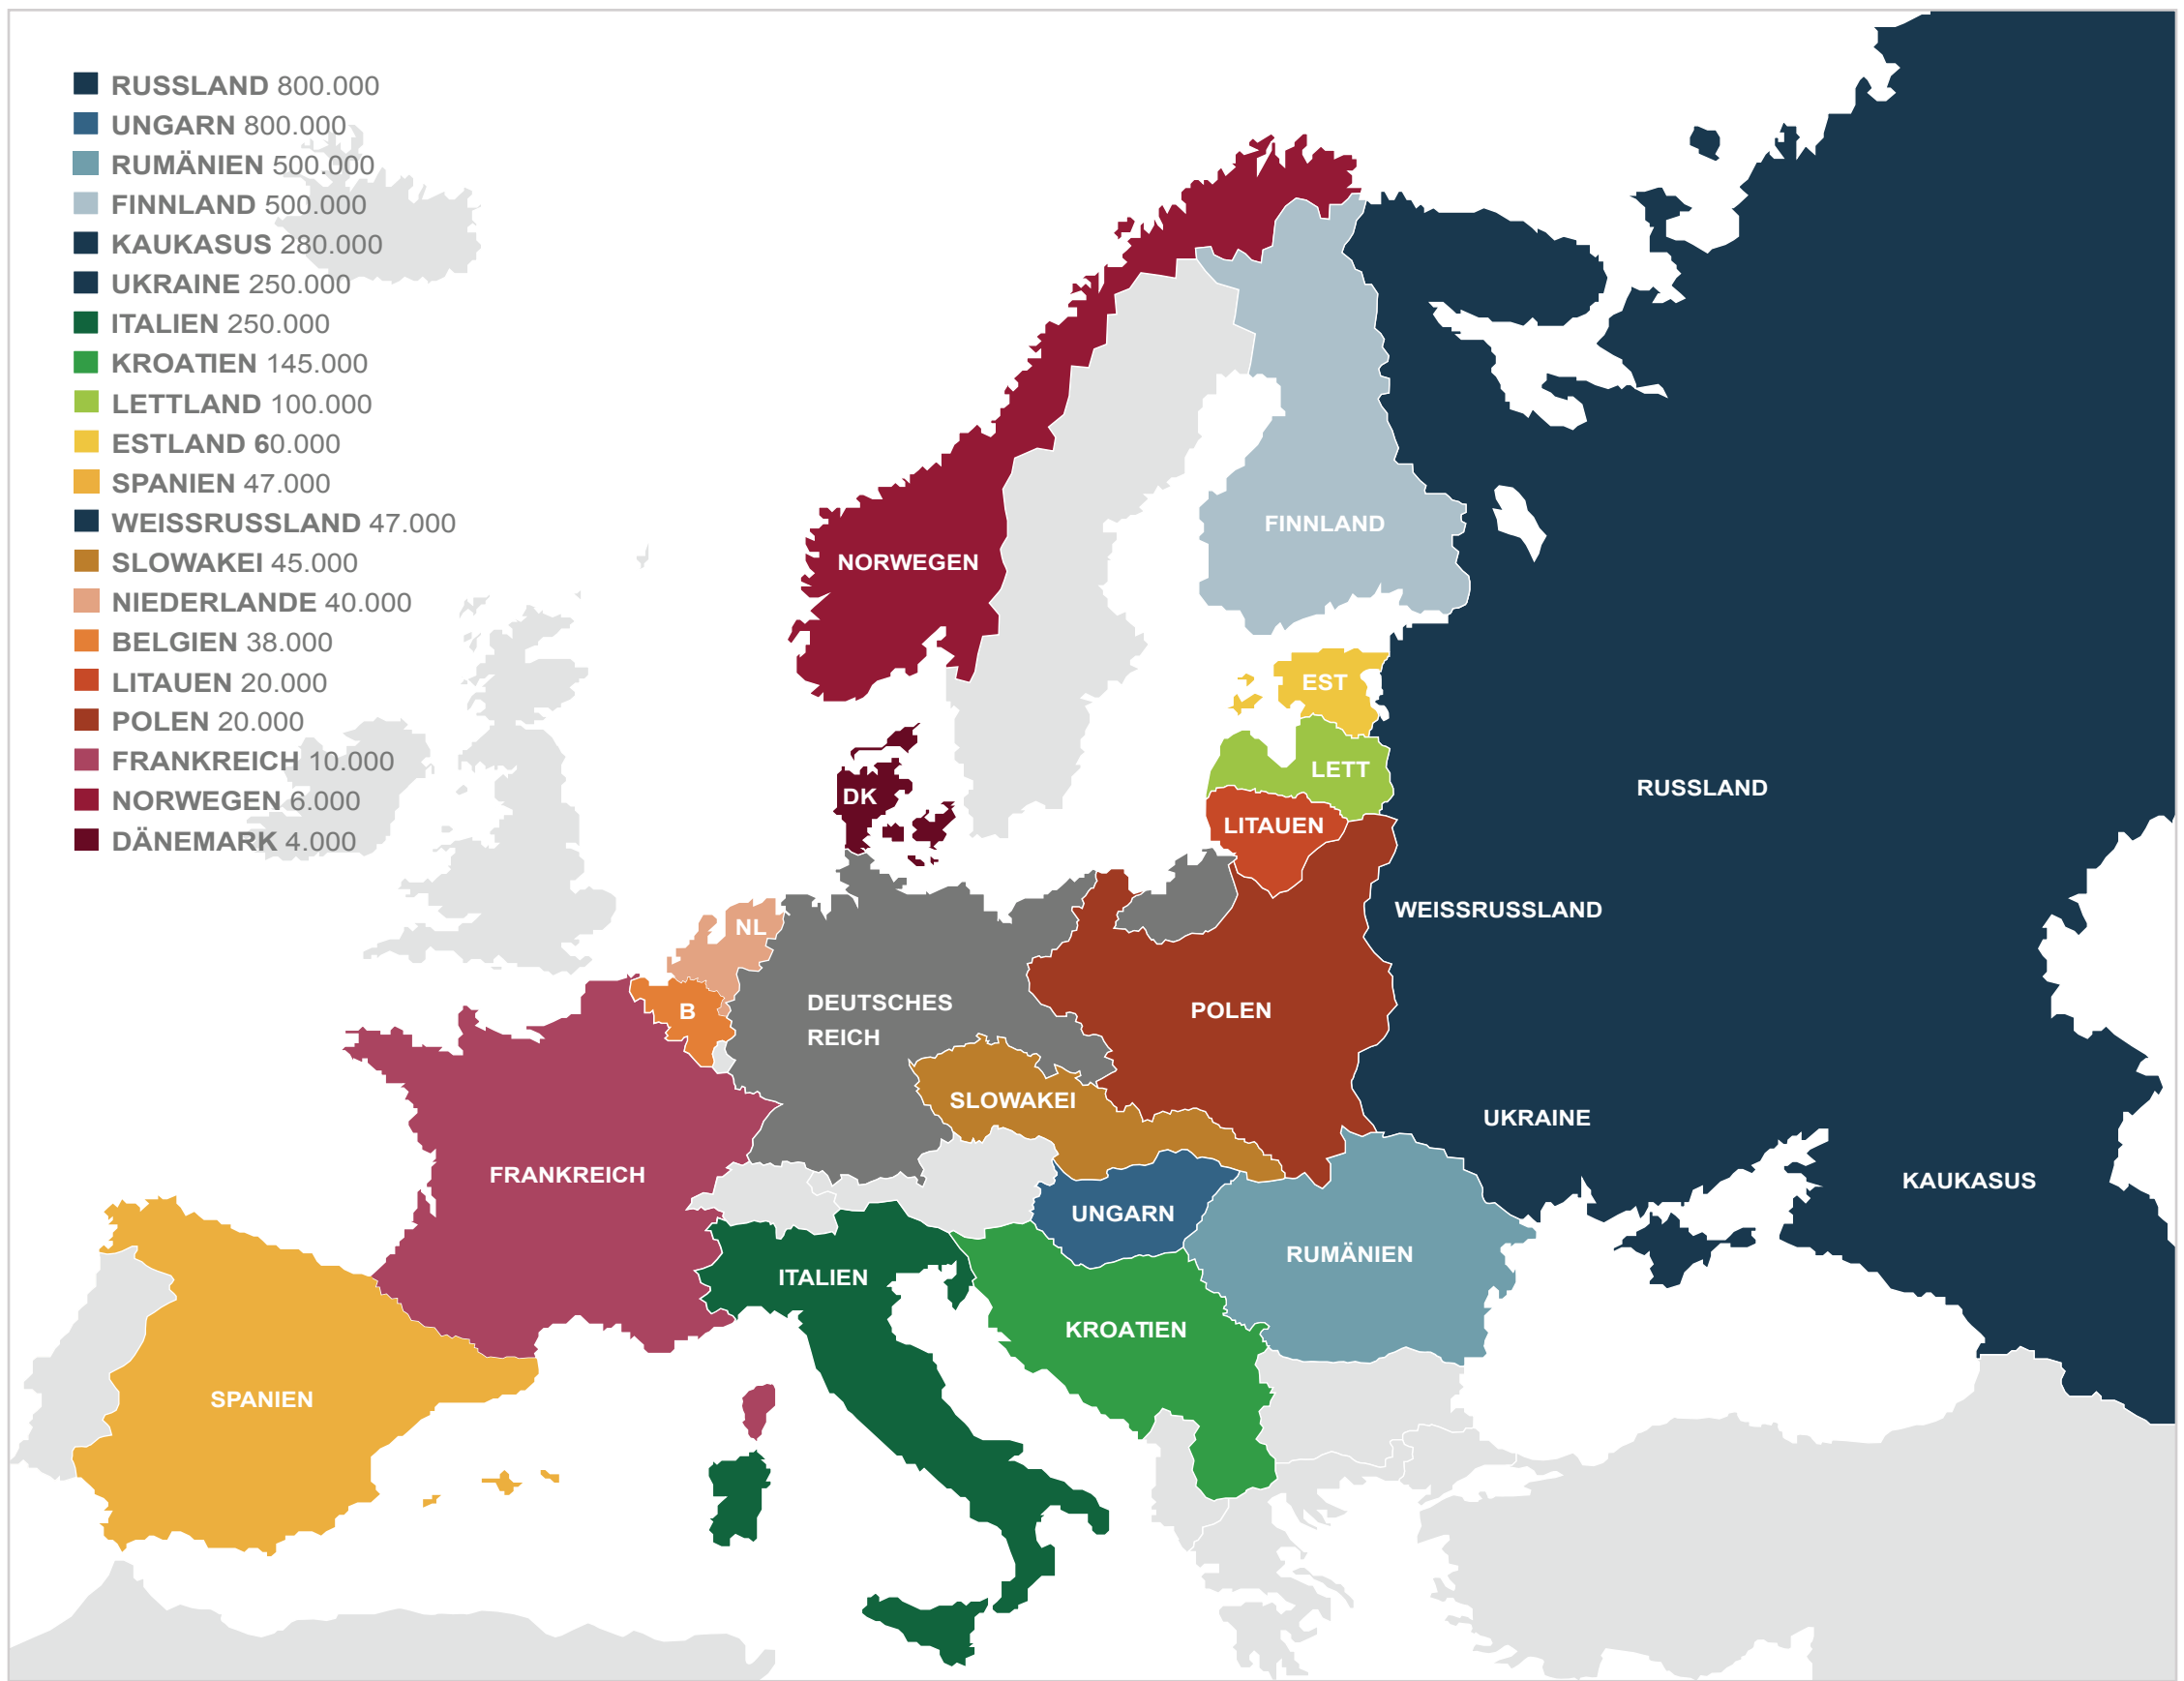 RUSSLAND 800.000
UNGARN 800.000
RUMÄNIEN 500.000
FINNLAND 500.000
KAUKASUS 280.000
UKRAINE 250.000
ITALIEN 250.000
KROATIEN 145.000
LETTLAND 100.000
ESTLAND 60.000
SPANIEN 47.000
WEISSRUSSLAND 47.000
SLOWAKEI 45.000
NIEDERLANDE 40.000
BELGIEN 38.000
LITAUEN 20.000
POLEN 20.000
FRANKREICH 10.000
NORWEGEN 6.000
DÄNEMARK 4.000
FINNLAND
NORWEGEN
EST
LETT
RUSSLAND
DK
LITAUEN
WEISSRUSSLAND
NL
DEUTSCHES
REICH
B
POLEN
SLOWAKEI
UKRAINE
FRANKREICH
KAUKASUS
UNGARN
RUMÄNIEN
ITALIEN
KROATIEN
SPANIEN